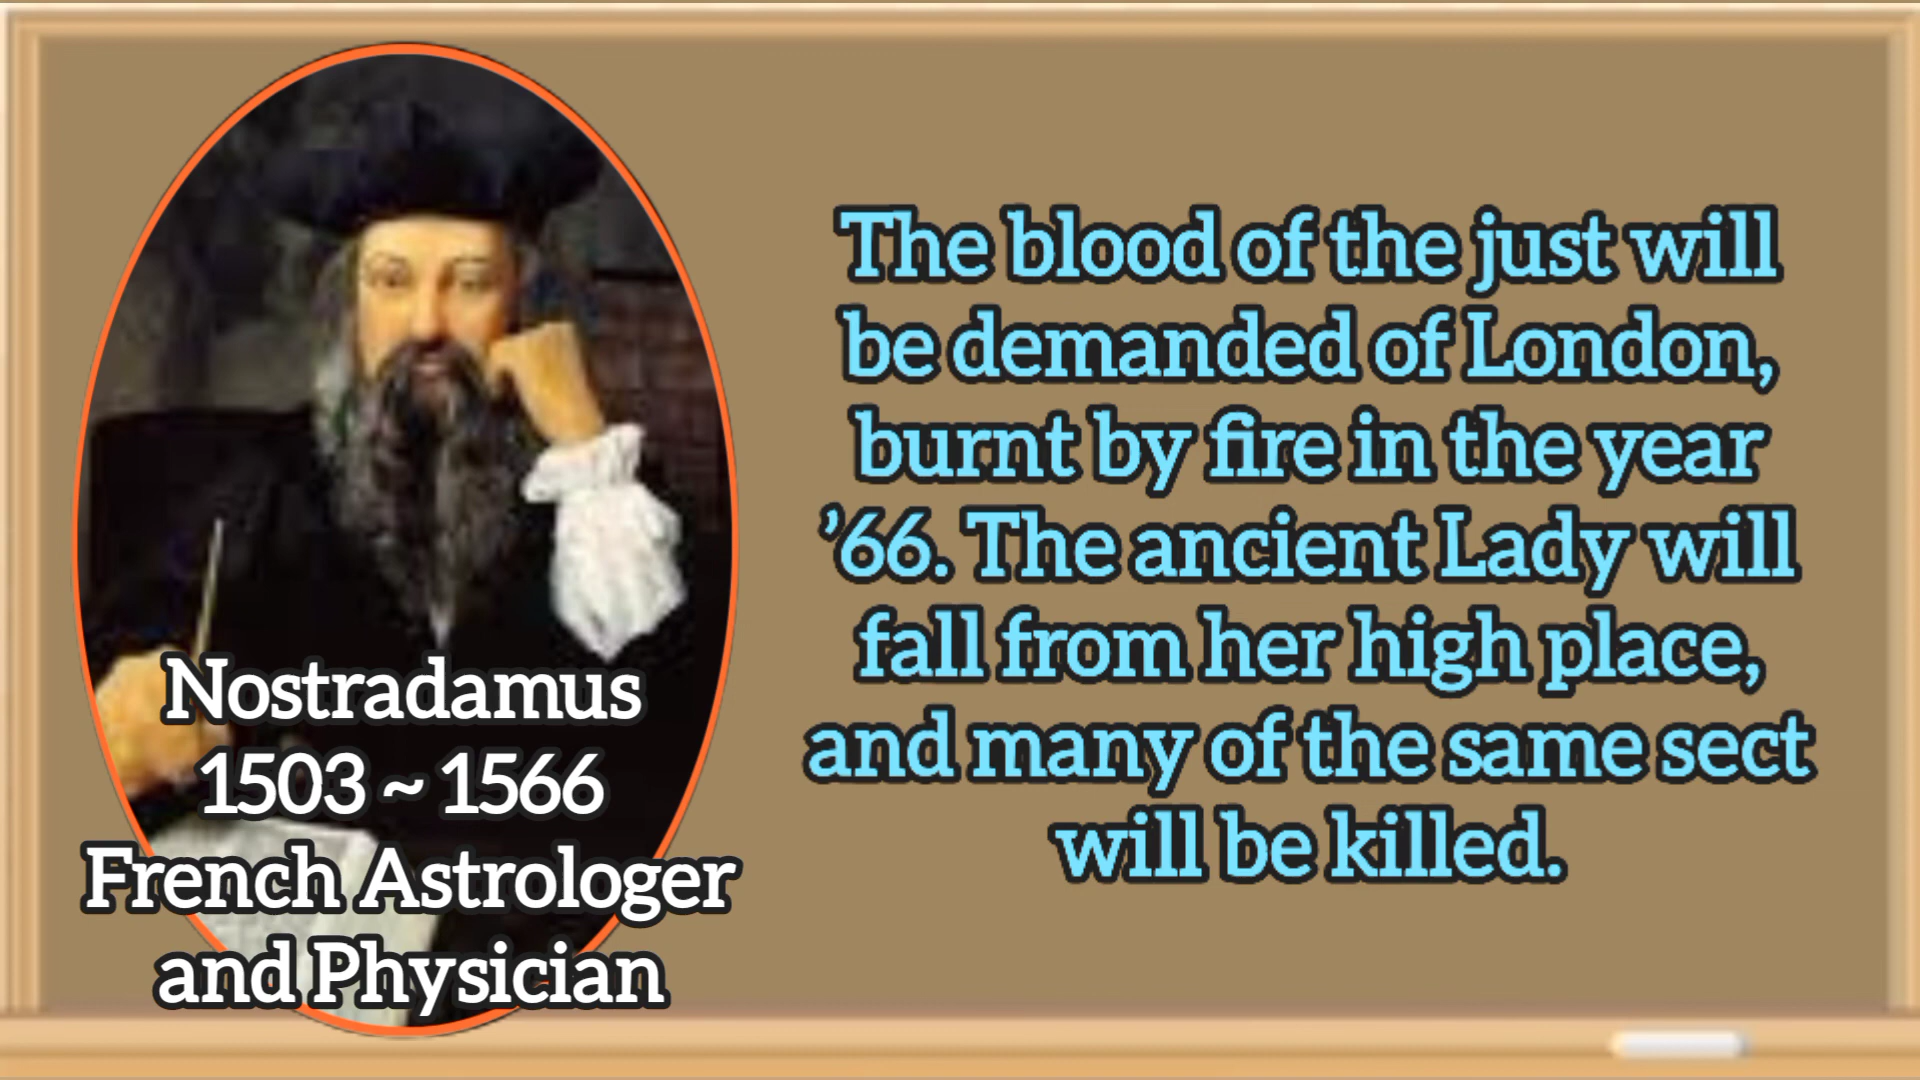 Nostradamus
1503 ~ 1566
French Astrologer
and Physician
The blood of the just will
be demanded of London,
burnt by fire in the year
’66. The ancient Lady will
fall from her high place,
and many of the same sect
will be killed.